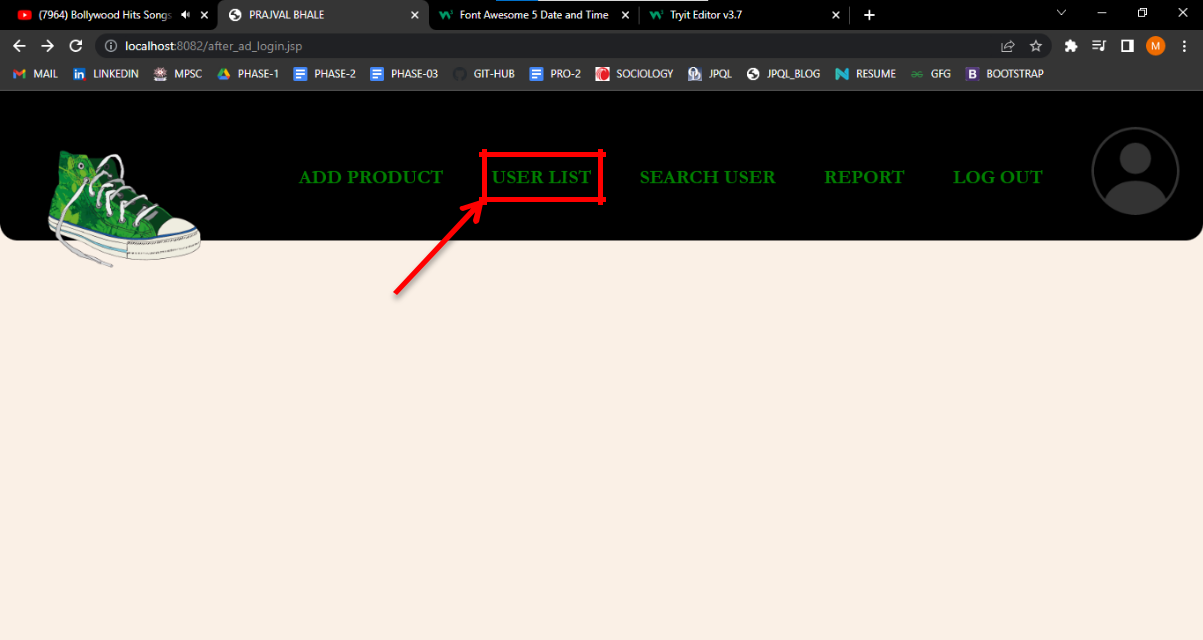 (7964) Bollywood Hits Songs PRAJVAL BHALE Font Awesome 5 Date and Time Tryit Editor v3.7
localhost:8082/after_ad_login.jsp M
MAIL LINKEDIN MPSC PHASE-1 PHASE-2 PHASE-03 GIT-HUB PRO-2 SOCIOLOGY JPQL JPQL_BLOG RESUME GFG B BOOTSTRAP
ADD PRODUCT USER LIST SEARCH USER REPORT LOG OUT